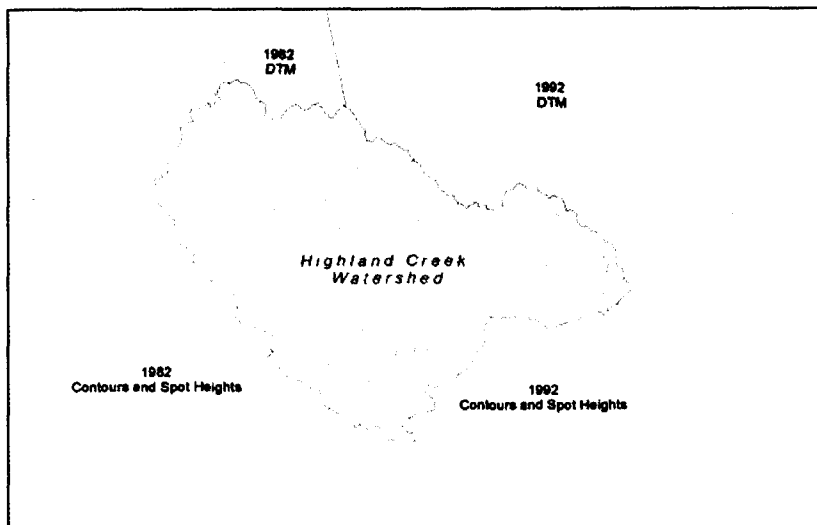 1982
DTM
1992
DTM
Highland Creek
Watershed
1982
Contours and Spot Heights
1992
Contours and Spot Heights